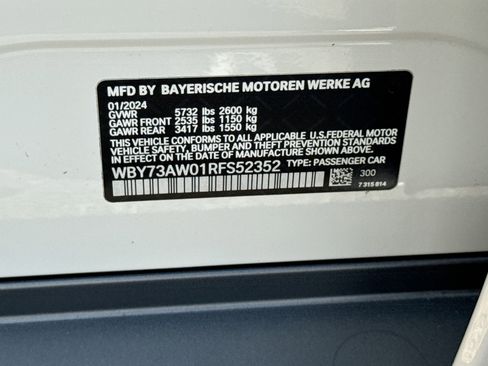 MFD BY BAYERISCHE MOTOREN WERKE AG
01/2024
GVWR 5732 lbs 2600 kg
GAWR FRONT 2535 lbs 1150 kg
GAWR REAR 3417 lbs 1550 kg
THIS VEHICLE CONFORMS TO ALL APPLICABLE U.S.FEDERAL MOTOR
VEHICLE SAFETY, BUMPER, AND THEFT PREVENTION STANDARDS
IN EFFECT ON THE DATE OF MANUFACTURE SHOWN ABOVE.
WBY73AW01RFS52352 TYPE: PASSENGER CAR
300
7 315 814